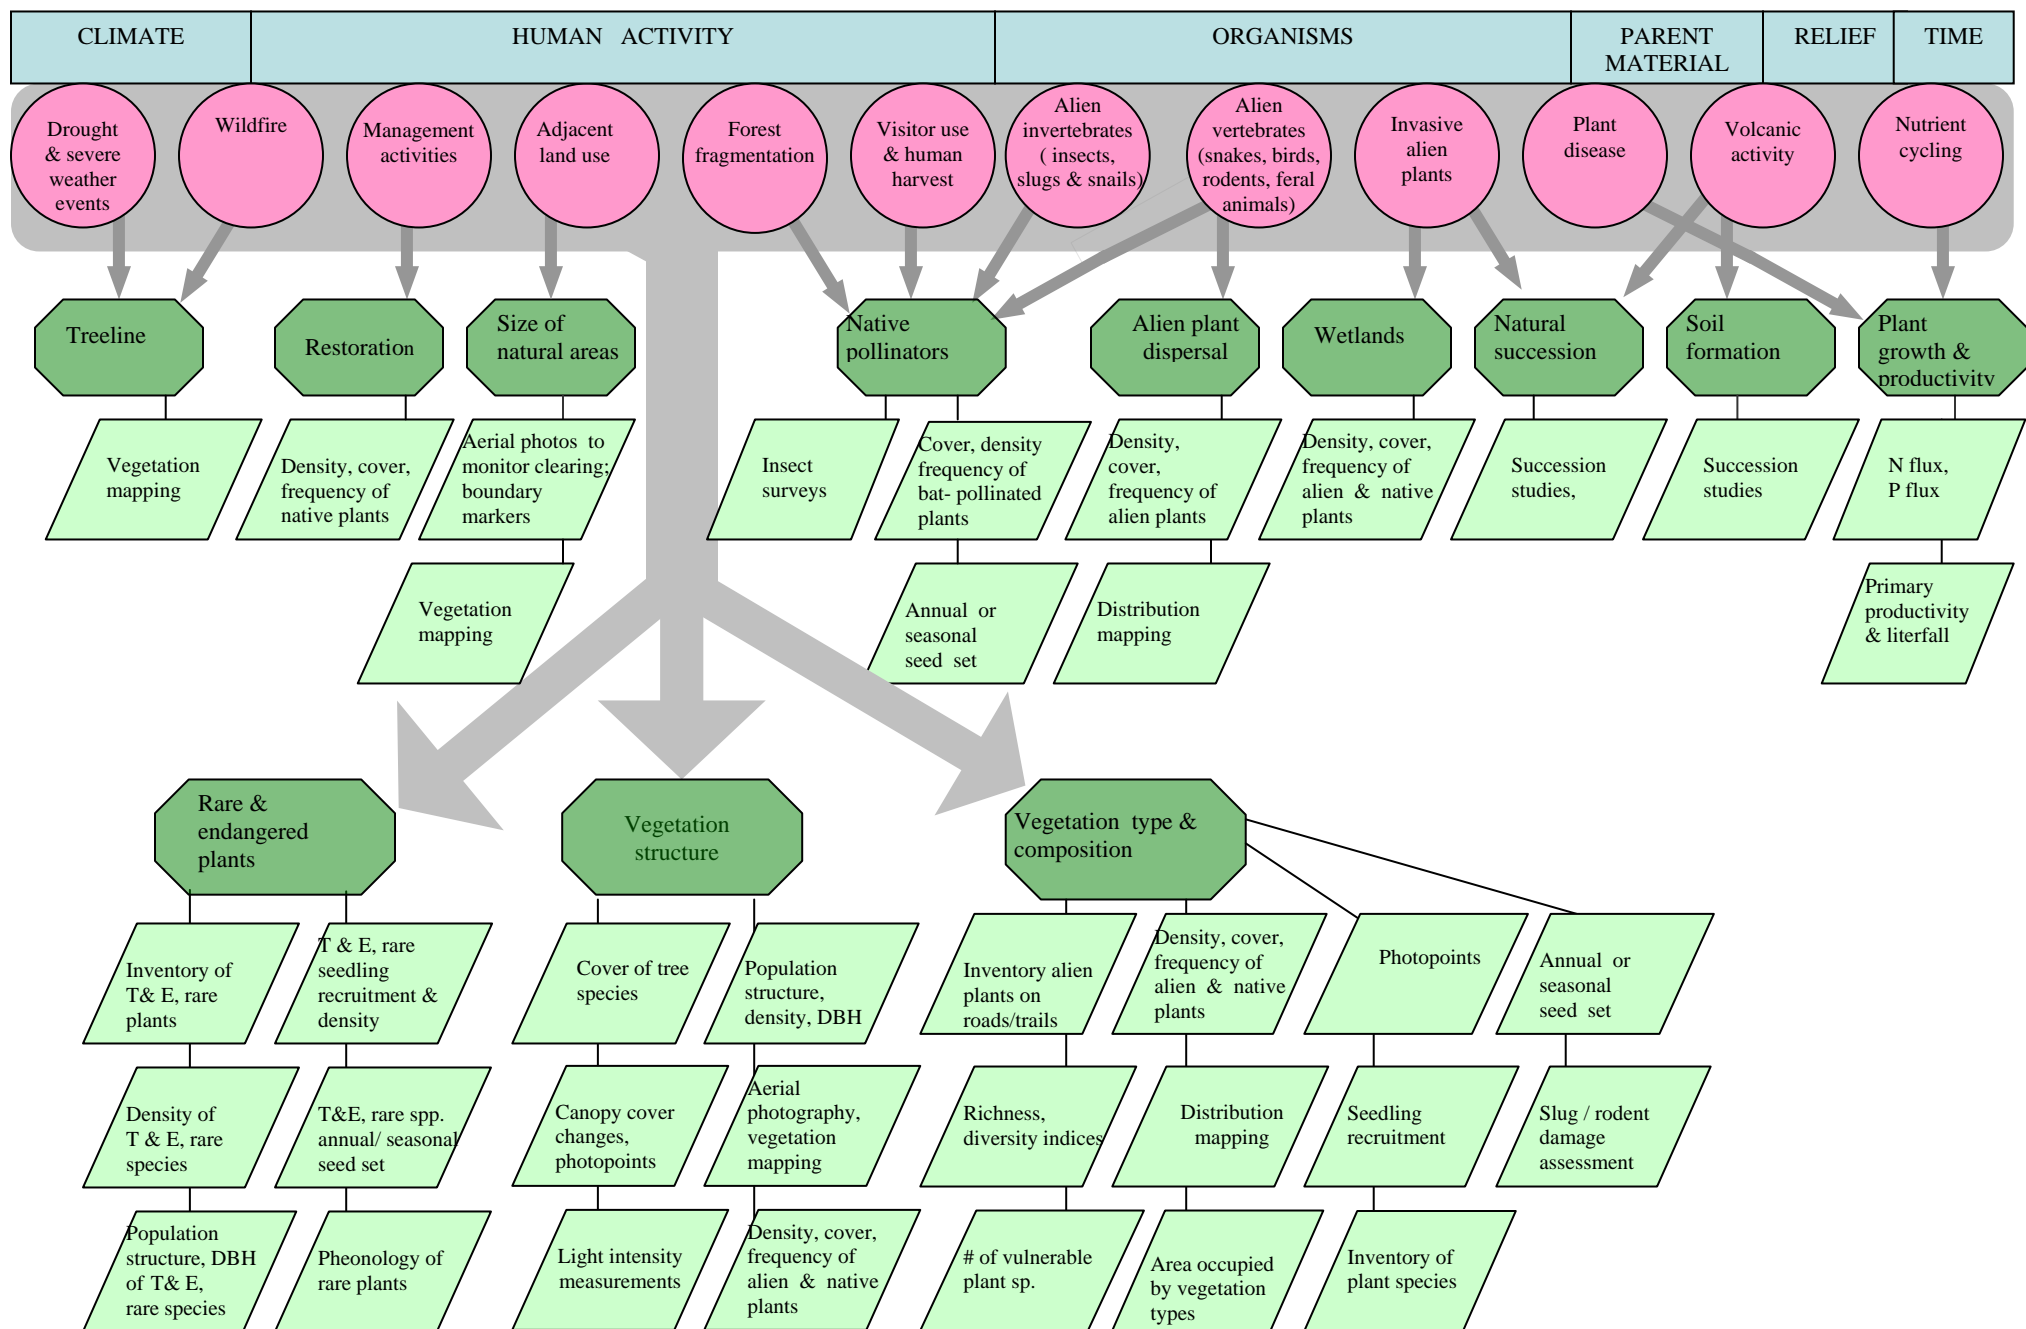 CLIMATE
HUMAN ACTIVITY
ORGANISMS
PARENT
MATERIAL
RELIEF
TIME
Drought
& severe
weather
events
Wildfire
Management
activities
Adjacent
land use
Forest
fragmentation
Visitor use
& human
harvest
Alien
invertebrates
( insects,
slugs & snails)
Alien
vertebrates
(snakes, birds,
rodents, feral
animals)
Invasive
alien
plants
Plant
disease
Volcanic
activity
Nutrient
cycling
Treeline
Restoration
Size of
natural areas
Native
pollinators
Alien plant
dispersal
Wetlands
Natural
succession
Soil
formation
Plant
growth &
productivity
Vegetation
mapping
Density, cover,
frequency of
native plants
Aerial photos to
monitor clearing;
boundary
markers
Insect
surveys
Cover, density
frequency of
bat- pollinated
plants
Density,
cover,
frequency of
alien plants
Density, cover,
frequency of
alien & native
plants
Succession
studies,
Succession
studies
N flux,
P flux
Vegetation
mapping
Annual or
seasonal
seed set
Distribution
mapping
Primary
productivity
& literfall
Rare &
endangered
plants
Vegetation
structure
Vegetation type &
composition
Inventory of
T& E, rare
plants
T & E, rare
seedling
recruitment &
density
Cover of tree
species
Population
structure,
density, DBH
Inventory alien
plants on
roads/trails
Density, cover,
frequency of
alien & native
plants
Photopoints
Annual or
seasonal
seed set
Density of
T & E, rare
species
T&E, rare spp.
annual/ seasonal
seed set
Canopy cover
changes,
photopoints
Aerial
photography,
vegetation
mapping
Richness,
diversity indices
Distribution
mapping
Seedling
recruitment
Slug / rodent
damage
assessment
Population
structure, DBH
of T& E,
rare species
Pheonology of
rare plants
Light intensity
measurements
Density, cover,
frequency of
alien & native
plants
# of vulnerable
plant sp.
Area occupied
by vegetation
types
Inventory of
plant species